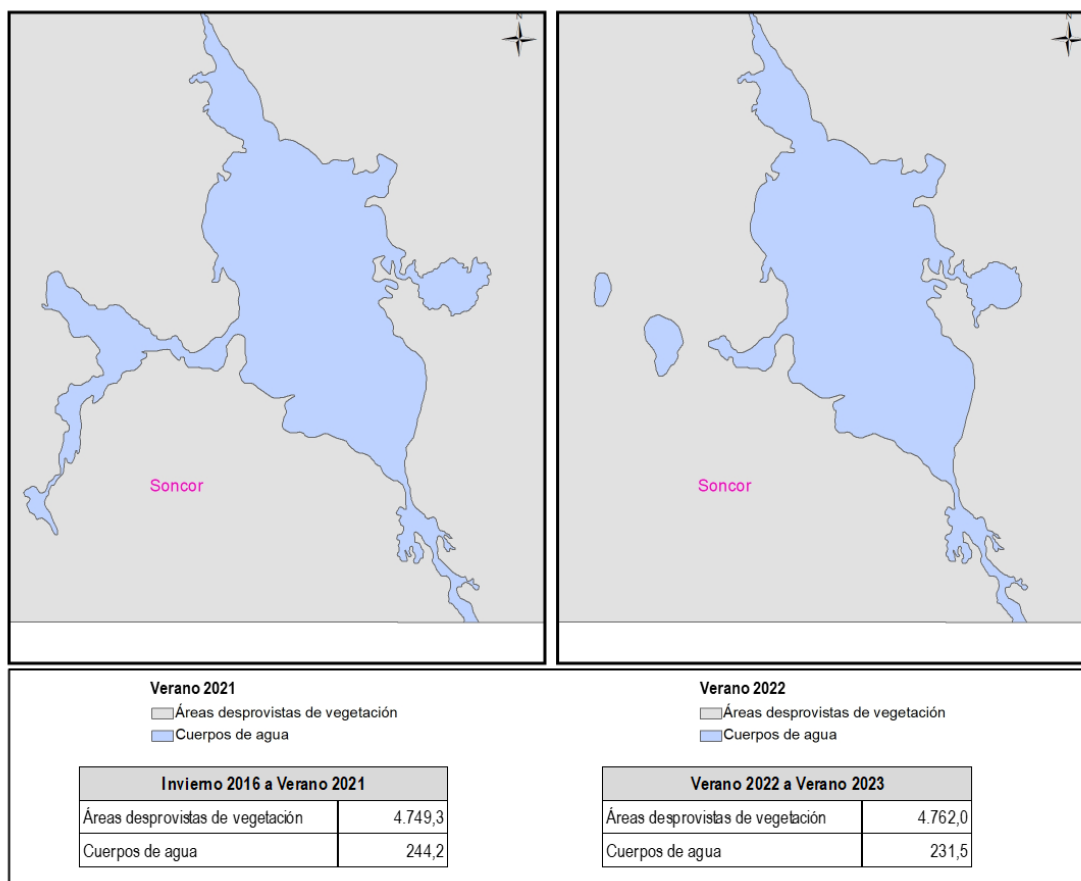 N
N
Soncor
Soncor
Verano 2021
Áreas desprovistas de vegetación
Cuerpos de agua
Verano 2022
Áreas desprovistas de vegetación
Cuerpos de agua
Invierno 2016 a Verano 2021
Áreas desprovistas de vegetación 4.749,3
Cuerpos de agua 244,2
Verano 2022 a Verano 2023
Áreas desprovistas de vegetación 4.762,0
Cuerpos de agua 231,5